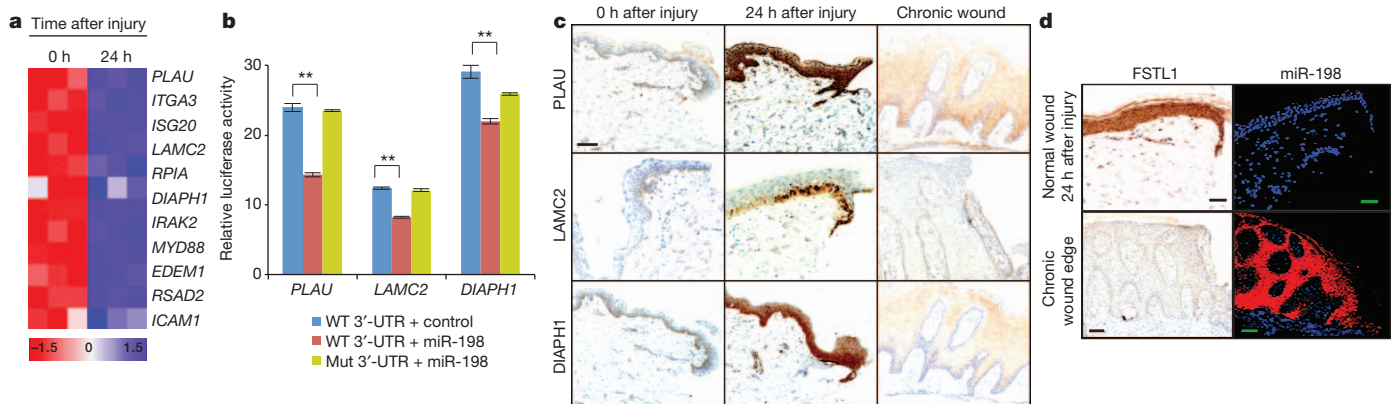 a
Time after injury
0 h 24 h
PLAU
ITGA3
ISG20
LAMC2
RPIA
DIAPH1
IRAK2
MYD88
EDEM1
RSAD2
ICAM1
–1.5 0 1.5
b
Relative luciferase activity
30
20
10
0
**
**
**
PLAU LAMC2 DIAPH1
WT 3′-UTR + control
WT 3′-UTR + miR-198
Mut 3′-UTR + miR-198
c
0 h after injury 24 h after injury Chronic wound
PLAU
LAMC2
DIAPH1
d
FSTL1 miR-198
Normal wound
24 h after injury
Chronic
wound edge